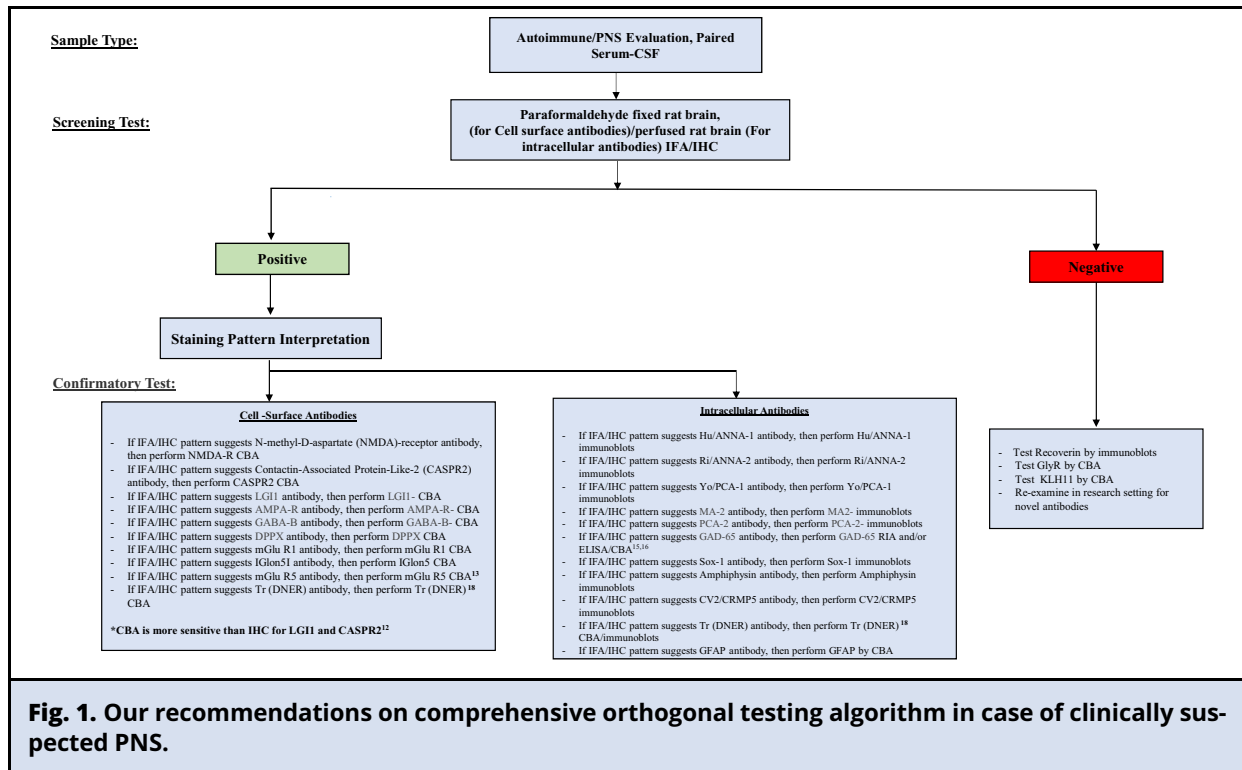 Sample Type:
Autoimmune/PNS Evaluation, Paired
Serum-CSF
Screening Test:
Paraformaldehyde fixed rat brain,
(for Cell surface antibodies)/perfused rat brain (For
intracellular antibodies) IFA/IHC
Positive
Negative
Staining Pattern Interpretation
Confirmatory Test:
Cell -Surface Antibodies
- If IFA/IHC pattern suggests N-methyl-D-aspartate (NMDA)-receptor antibody,
then perform NMDA-R CBA
- If IFA/IHC pattern suggests Contactin-Associated Protein-Like-2 (CASPR2)
antibody, then perform CASPR2 CBA
- If IFA/IHC pattern suggests LGI1 antibody, then perform LGI1- CBA
- If IFA/IHC pattern suggests AMPA-R antibody, then perform AMPA-R- CBA
- If IFA/IHC pattern suggests GABA-B antibody, then perform GABA-B- CBA
- If IFA/IHC pattern suggests DPPX antibody, then perform DPPX CBA
- If IFA/IHC pattern suggests mGlu R1 antibody, then perform mGlu R1 CBA
- If IFA/IHC pattern suggests IGlon5I antibody, then perform IGlon5 CBA
- If IFA/IHC pattern suggests mGlu R5 antibody, then perform mGlu R5 CBA13
- If IFA/IHC pattern suggests Tr (DNER) antibody, then perform Tr (DNER) 18
CBA
*CBA is more sensitive than IHC for LGI1 and CASPR212
Intracellular Antibodies
- If IFA/IHC pattern suggests Hu/ANNA-1 antibody, then perform Hu/ANNA-1
immunoblots
- If IFA/IHC pattern suggests Ri/ANNA-2 antibody, then perform Ri/ANNA-2
immunoblots
- If IFA/IHC pattern suggests Yo/PCA-1 antibody, then perform Yo/PCA-1
immunoblots
- If IFA/IHC pattern suggests MA-2 antibody, then perform MA2- immunoblots
- If IFA/IHC pattern suggests PCA-2 antibody, then perform PCA-2- immunoblots
- If IFA/IHC pattern suggests GAD-65 antibody, then perform GAD-65 RIA and/or
ELISA/CBA15,16
- If IFA/IHC pattern suggests Sox-1 antibody, then perform Sox-1 immunoblots
- If IFA/IHC pattern suggests Amphiphysin antibody, then perform Amphiphysin
immunoblots
- If IFA/IHC pattern suggests CV2/CRMP5 antibody, then perform CV2/CRMP5
immunoblots
- If IFA/IHC pattern suggests Tr (DNER) antibody, then perform Tr (DNER) 18
CBA/immunoblots
- If IFA/IHC pattern suggests GFAP antibody, then perform GFAP by CBA
- Test Recoverin by immunoblots
- Test GlyR by CBA
- Test KLH11 by CBA
- Re-examine in research setting for
novel antibodies
Fig. 1. Our recommendations on comprehensive orthogonal testing algorithm in case of clinically sus-
pected PNS.